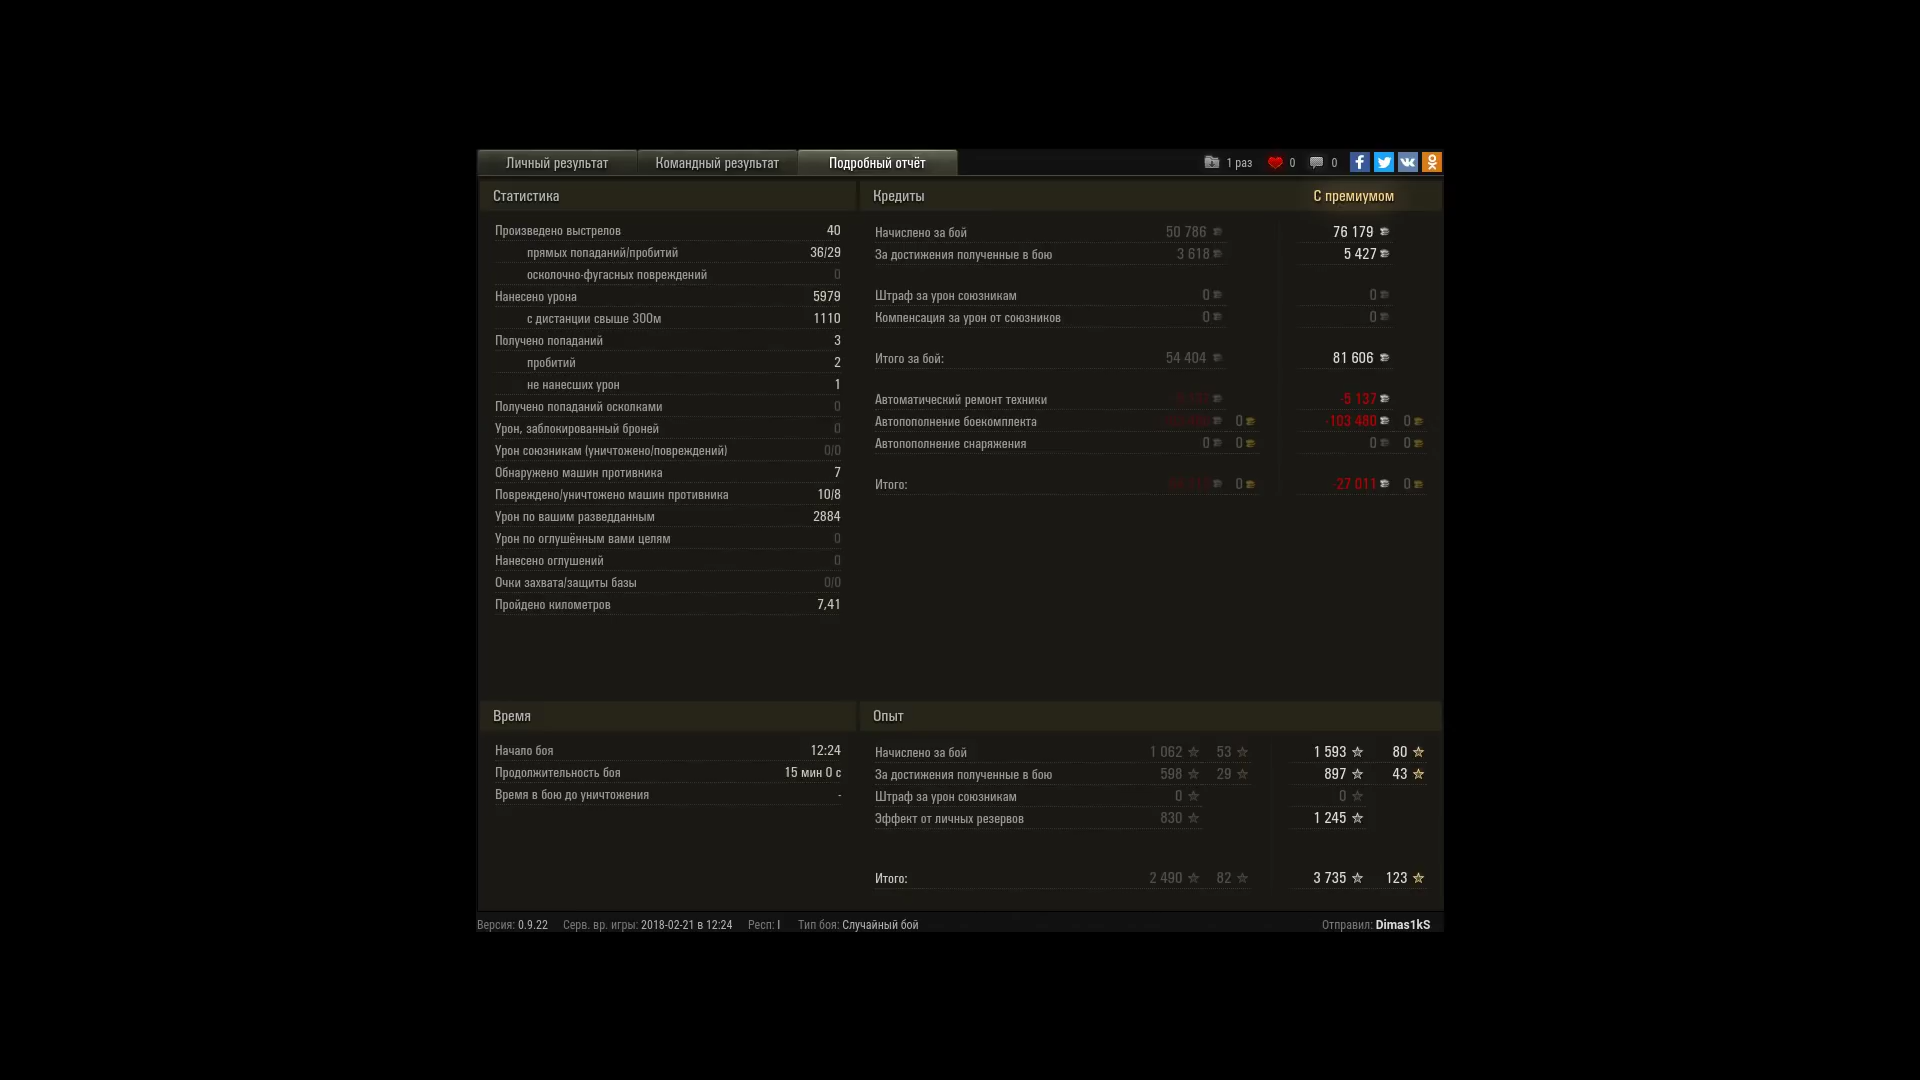 Личный результат Командный результат Подробный отчёт 1 раз 0 0
Статистика
Произведено выстрелов 40
прямых попаданий/пробитий 36/29
осколочно-фугасных повреждений 0
Нанесено урона 5979
с дистанции свыше 300м 1110
Получено попаданий 3
пробитий 2
не нанесших урон 1
Получено попаданий осколками 0
Урон, заблокированный броней 0
Урон союзникам (уничтожено/повреждений) 0/0
Обнаружено машин противника 7
Повреждено/уничтожено машин противника 10/8
Урон по вашим разведданным 2884
Урон по оглушённым вами целям 0
Нанесено оглушений 0
Очки захвата/защиты базы 0/0
Пройдено километров 7,41
Кредиты С премиумом
Начислено за бой 50 786 76 179
За достижения полученные в бою 3 618 5 427
Штраф за урон союзникам 0 0
Компенсация за урон от союзников 0 0
Итого за бой: 54 404 81 606
Автоматический ремонт техники -5 137
Автопополнение боекомплекта 0 -103 480 0
Автопополнение снаряжения 0 0 0 0
Итого: 0 -27 011 0
Время
Начало боя 12:24
Продолжительность боя 15 мин 0 с
Время в бою до уничтожения -
Опыт
Начислено за бой 1 062 53 1 593 80
За достижения полученные в бою 598 29 897 43
Штраф за урон союзникам 0 0
Эффект от личных резервов 830 1 245
Итого: 2 490 82 3 735 123
Версия: 0.9.22 Серв. вр. игры: 2018-02-21 в 12:24 Респ: I Тип боя: Случайный бой Отправил: Dimas1kS